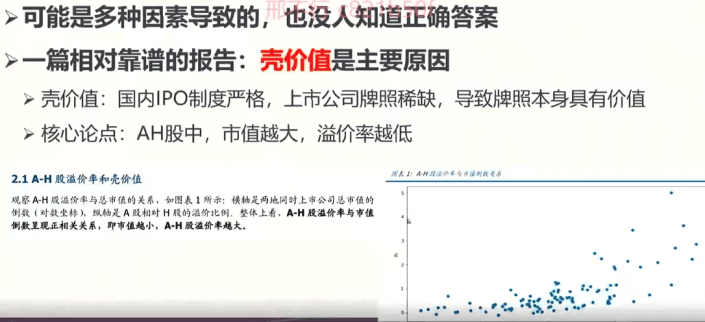 可能是多种因素导致的，也没人知道正确答案
一篇相对靠谱的报告：壳价值是主要原因
壳价值：国内IPO制度严格，上市公司牌照稀缺，导致牌照本身具有价值
核心论点：AH股中，市值越大，溢价率越低
2.1 A-H 股溢价率和壳价值
观察 A-H 股溢价率与总市值的关系，如图表 1 所示：横轴是两地同时上市公司总市值的
倒数（对数坐标），纵轴是 A 股相对 H 股的溢价比例。整体上看，A-H 股溢价率与市值
倒数呈现正相关关系，即市值越小，A-H 股溢价率越大。
图表 1：A-H股溢价率与市值倒数关系
5
4
3
2
1
0